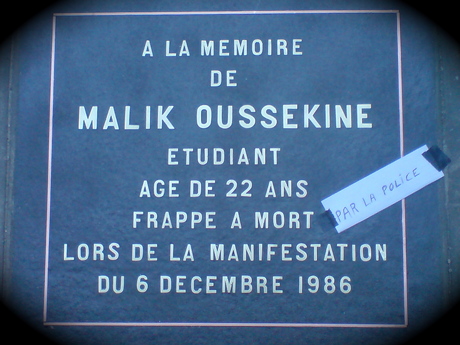 A LA MEMOIRE
DE
MALIK OUSSEKINE
ETUDIANT
AGE DE 22 ANS
FRAPPE A MORT
PAR LA POLICE
LORS DE LA MANIFESTATION
DU 6 DECEMBRE 1986